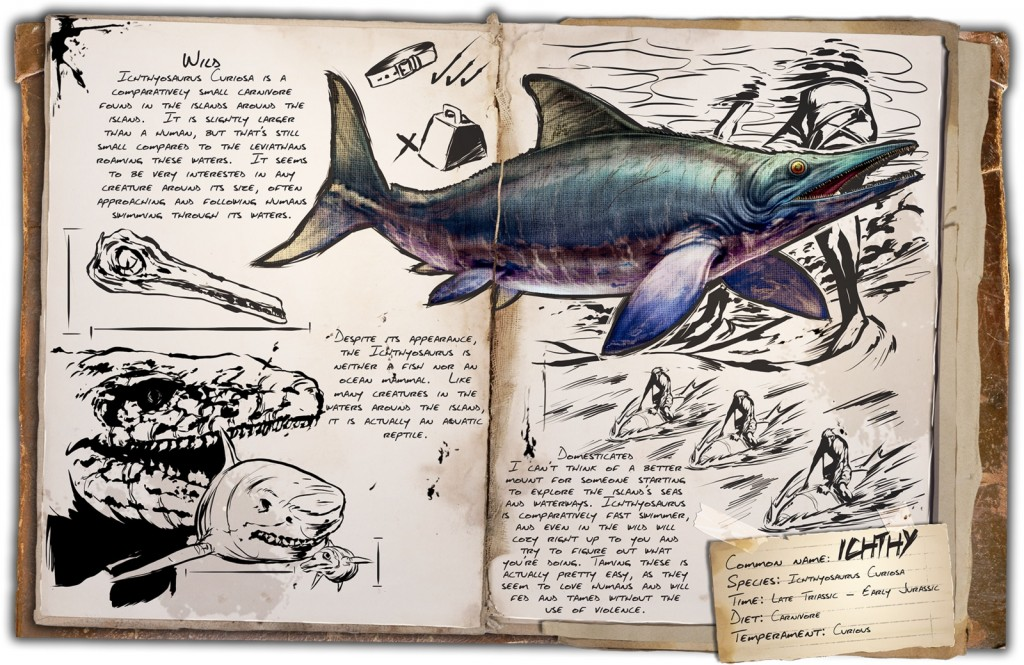 Wild
Ichthyosaurus Curiosa is a
comparatively small carnivore
found in the islands around the
island. It is slightly larger
than a human, but that's still
small compared to the leviathans
roaming these waters. It seems
to be very interested in any
creature around its size, often
approaching and following humans
swimming through its waters.
Despite its appearance,
the Ichthyosaurus is
neither a fish nor an
ocean mammal. Like
many creatures in the
waters around the island,
it is actually an aquatic
reptile.
Domesticated
I can't think of a better
mount for someone starting
to explore the island's seas
and waterways. Ichthyosaurus
is comparatively fast swimmer,
and even in the wild will
cozy right up to you and
try to figure out what
you're doing. Taming these is
actually pretty easy, as they
seem to love humans and will
fed and tamed without the
use of violence.
Common name: Ichthy
Species: Ichthyosaurus Curiosa
Time: Late Triassic – Early Jurassic
Diet: Carnivore
Temperament: Curious